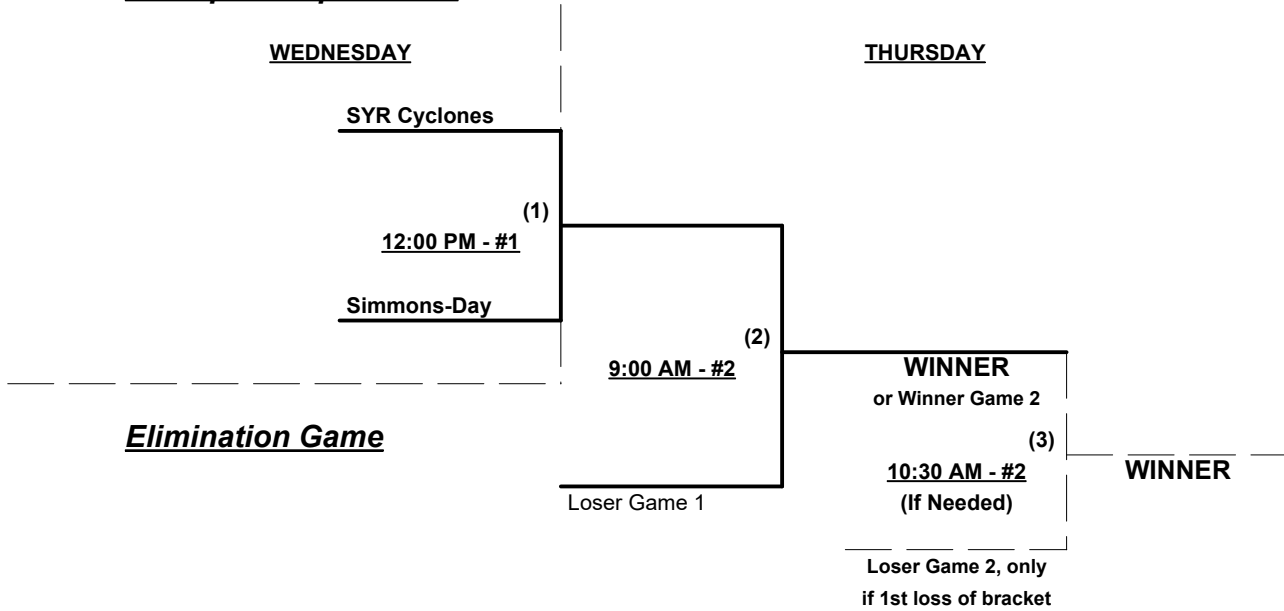 WEDNESDAY
THURSDAY
SYR Cyclones
(1)
12:00 PM - #1
Simmons-Day
(2)
9:00 AM - #2
WINNER
or Winner Game 2
Elimination Game
(3)
10:30 AM - #2
WINNER
Loser Game 1
(If Needed)
Loser Game 2, only
if 1st loss of bracket